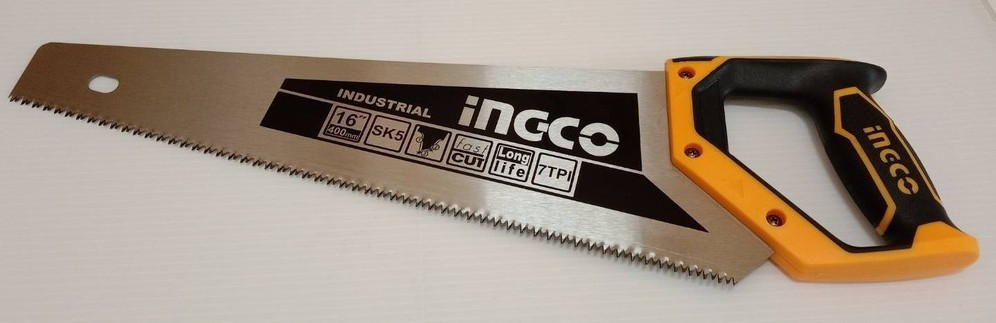 INDUSTRIAL
INGCO
16"
400mm
SK5
fast
CUT
Long
life
7TPI
INGCO